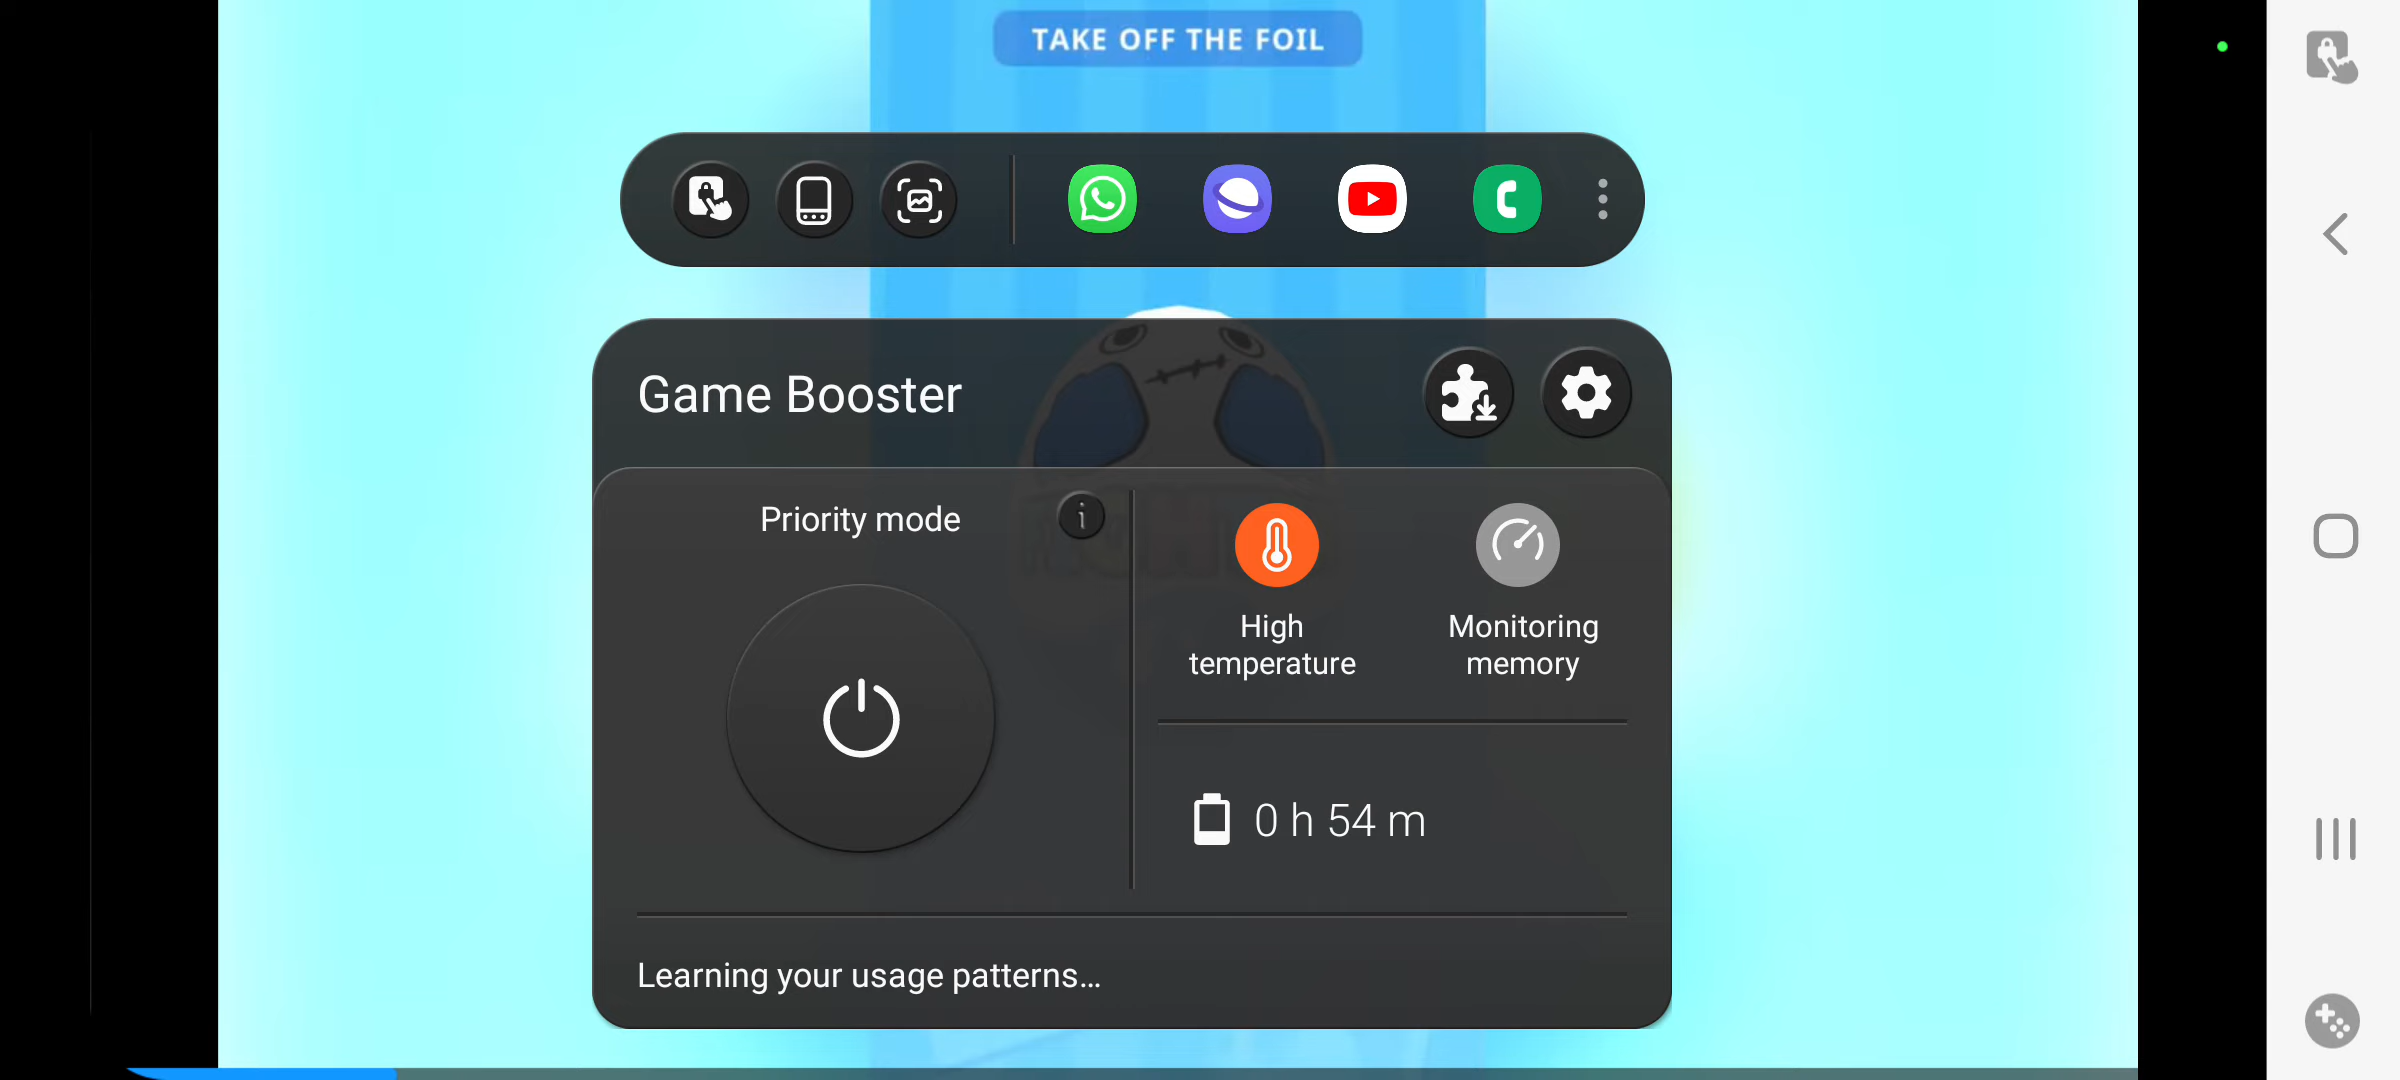 TAKE OFF THE FOIL
Game Booster
Priority mode
High
temperature
Monitoring
memory
0 h 54 m
Learning your usage patterns...